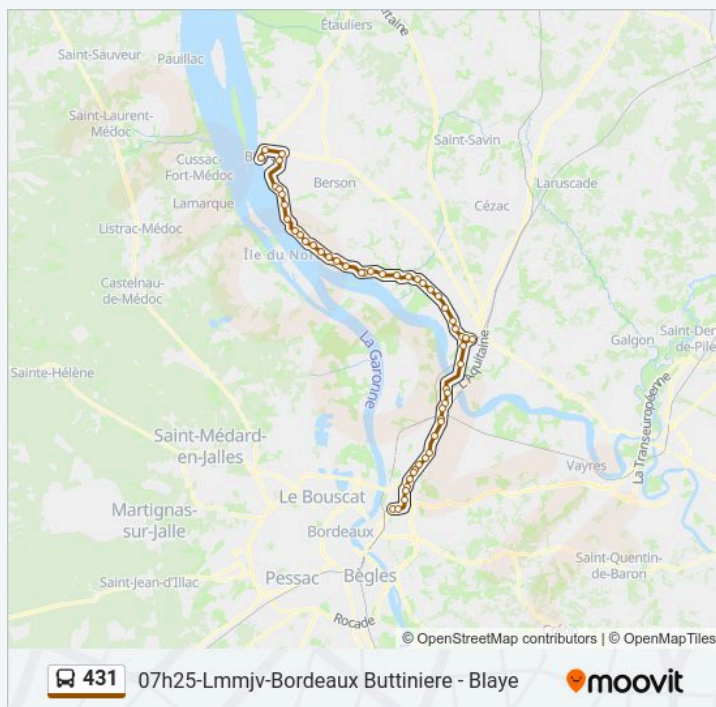 Étauliers
Aquitaine
Saint-Sauveur
Pauillac
Saint-Laurent-
Médoc
Saint-Savin
Cussac-
Fort-Médoc
B
Berson
Laruscade
Lamarque
Cézac
Listrac-Médoc
Île du Nor
Castelnau-
de-Médoc
La Garonne
L'Aquitaine
Galgon
Saint-Den
de-Pile
Sainte-Hélène
La Transeuropéenne
Saint-Médard-
en-Jalles
Vayres
Le Bouscat
Martignas-
sur-Jalle
Bordeaux
Saint-Quentin-
de-Baron
Saint-Jean-d'Illac
Pessac
Bègles
Rocade
© OpenStreetMap contributors | © OpenMapTiles
431 07h25-Lmmjv-Bordeaux Buttiniere - Blaye moovit